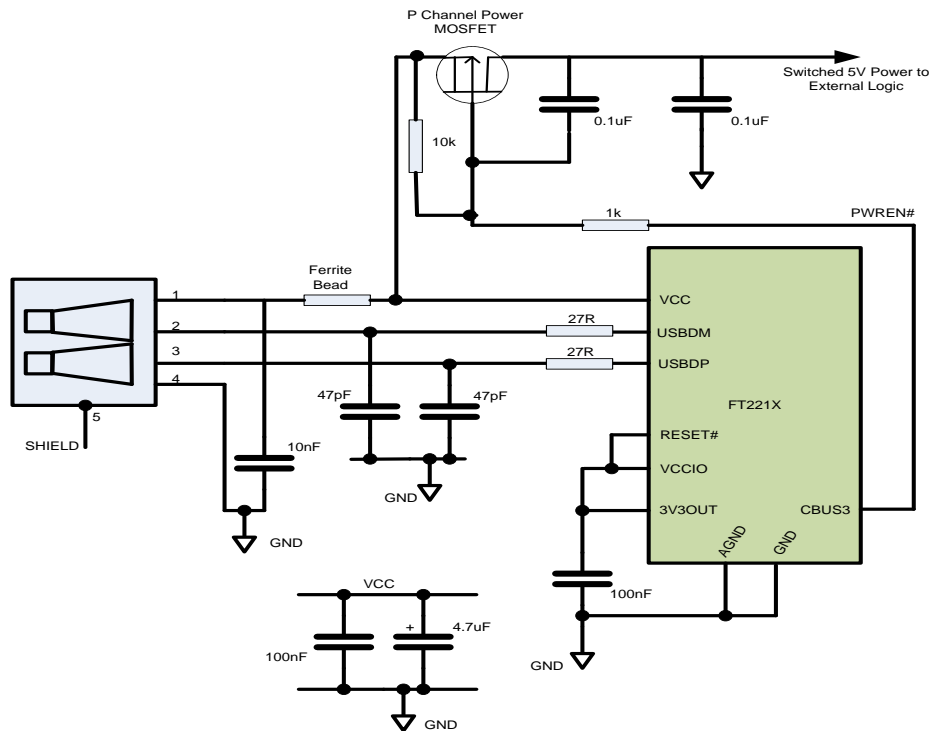 P Channel Power
MOSFET
Switched 5V Power to
External Logic
0.1uF
0.1uF
10k
1k
PWREN#
Ferrite
Bead
1
VCC
27R
2
USBDM
27R
3
USBDP
4
47pF
47pF
FT221X
5
SHIELD
10nF
RESET#
VCCIO
GND
3V3OUT
CBUS3
GND
AGND
GND
VCC
100nF
+
4.7uF
100nF
GND
GND